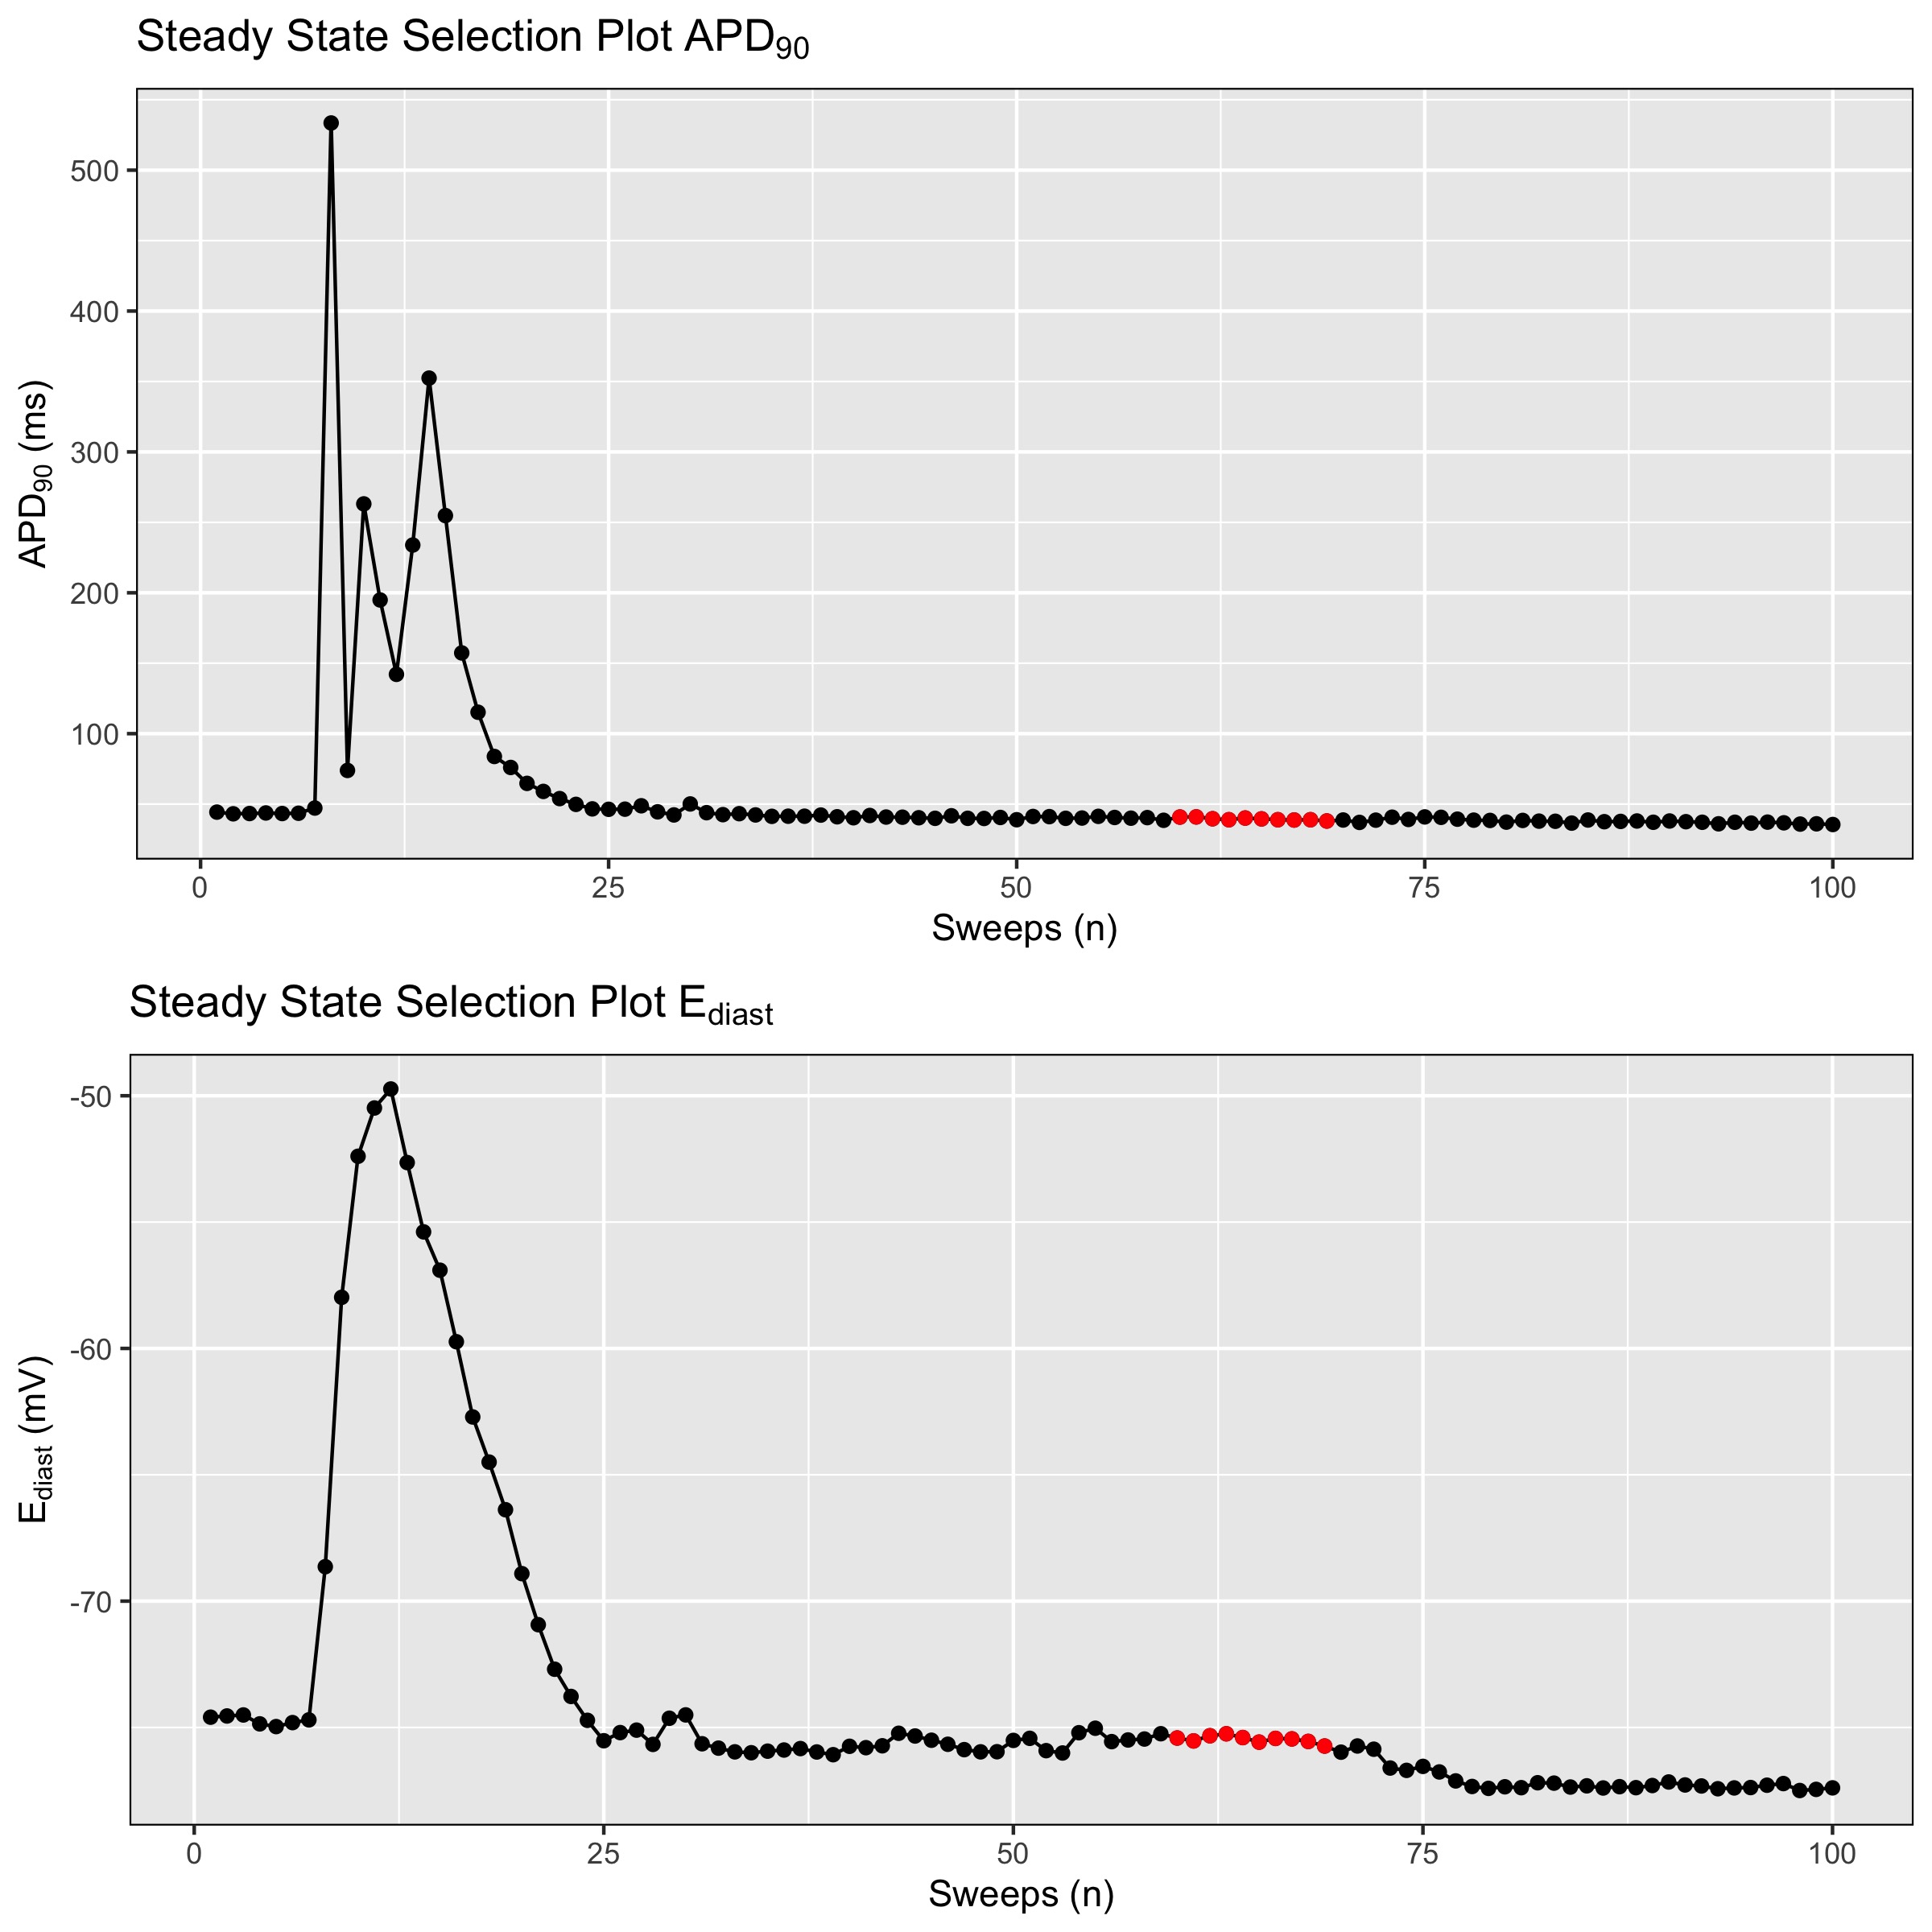 Steady State Selection Plot APD90
APD90 (ms)
500
400
300
200
100
0 25 50 75 100
Sweeps (n)
Steady State Selection Plot Ediast
Ediast (mV)
-50
-60
-70
0 25 50 75 100
Sweeps (n)